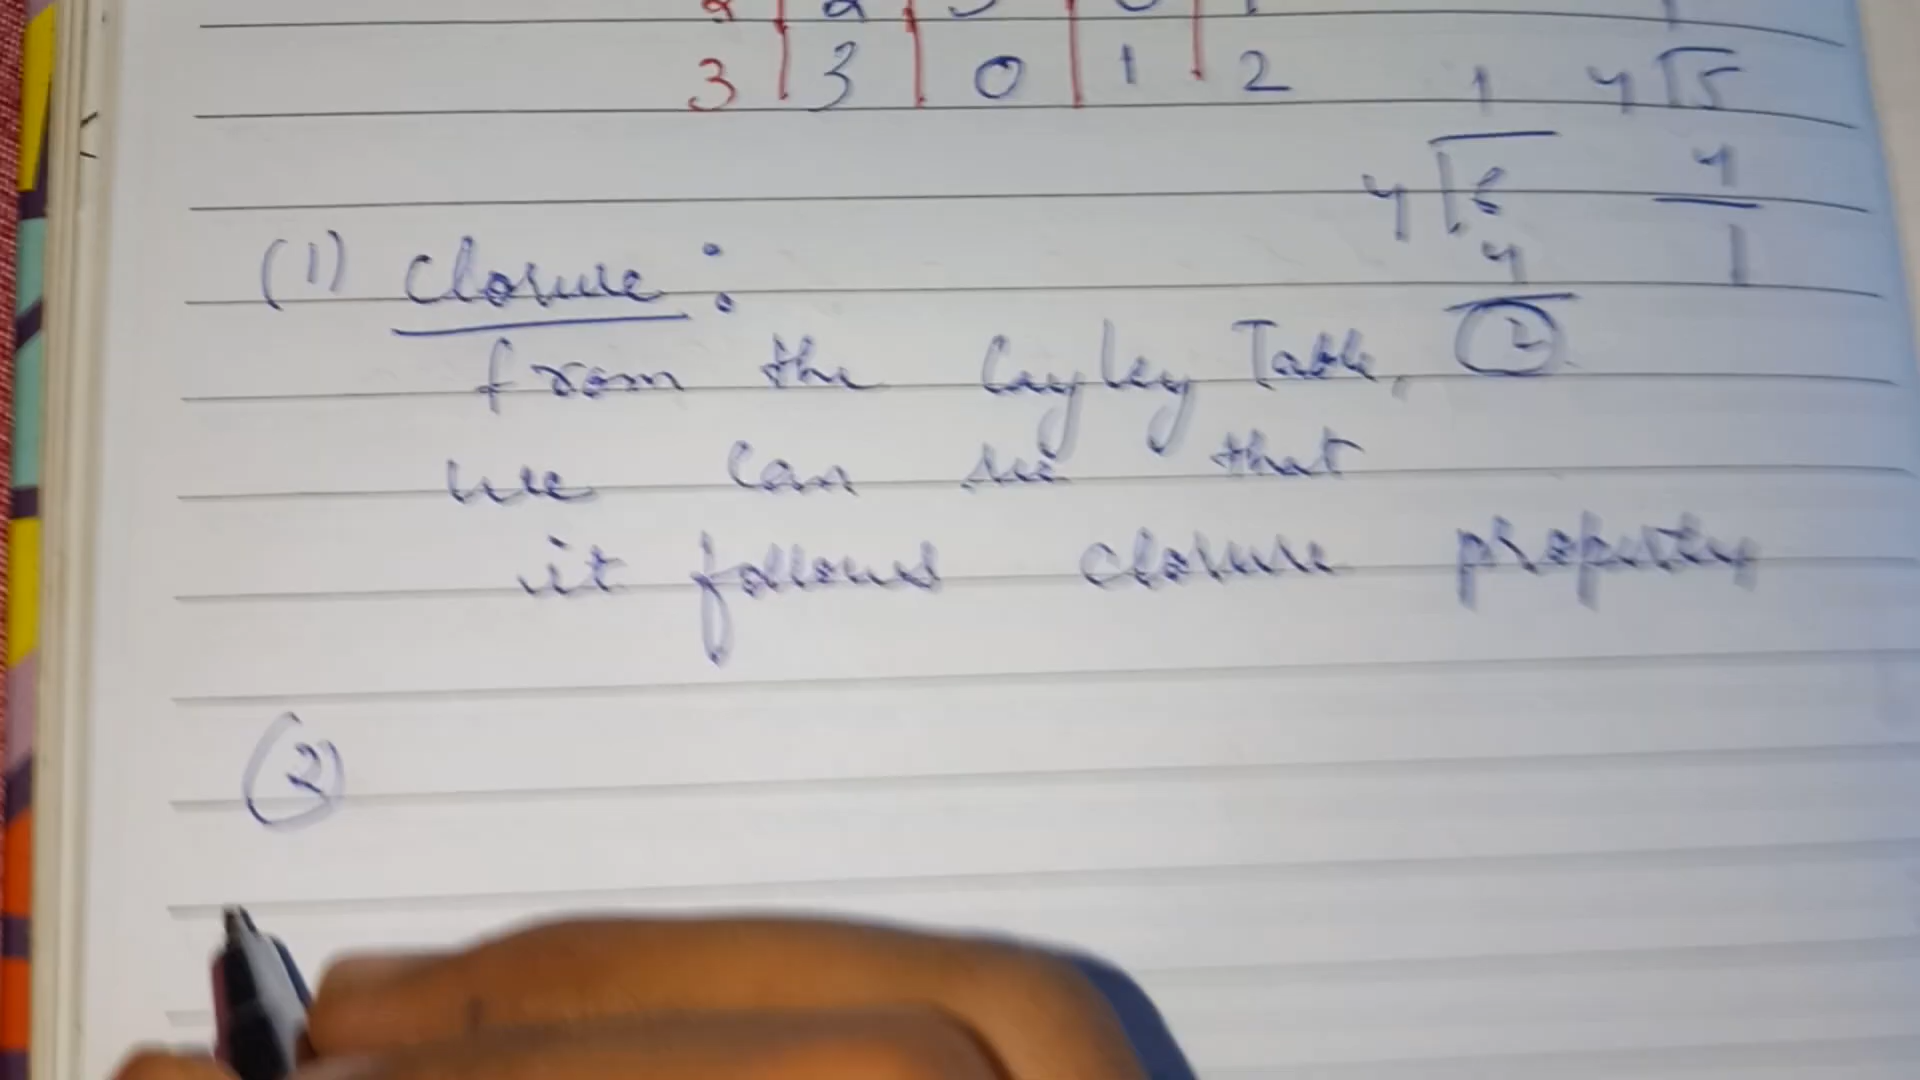 3 3 0 1 2
1 4 5
4 6 4
4 1
(1) Closure :
2
from the Cayley Table,
we can see that
it follows closure property
(2)